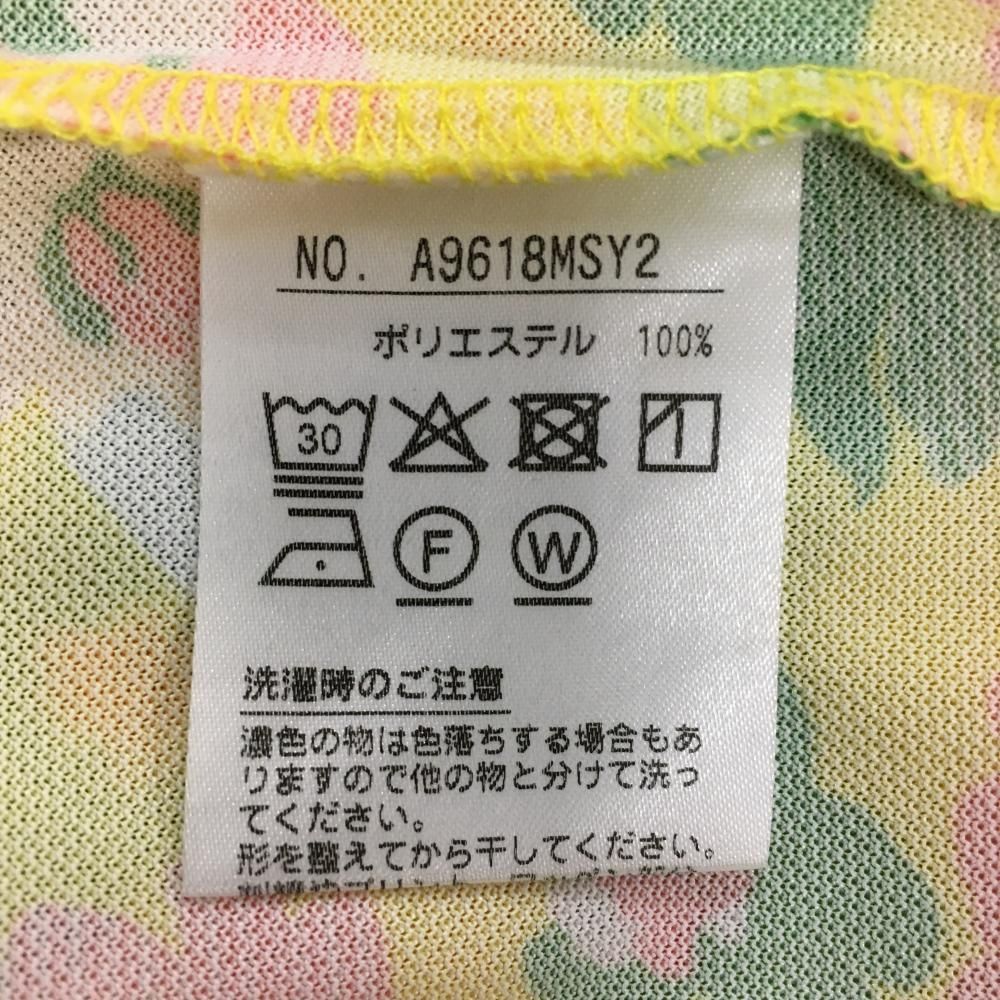 NO. A9618MSY2
ポリエステル 100%
30
F W
洗濯時のご注意
濃色の物は色落ちする場合もあ
りますので他の物と分けて洗っ
てください。
形を整えてから干してください。